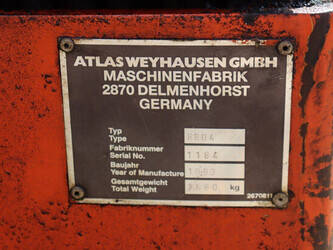 ATLAS WEYHAUSEN GMBH
MASCHINENFABRIK
2870 DELMENHORST
GERMANY
Typ
Type
Fabriknummer
Serial No. 1184
Baujahr
Year of Manufacture
Gesamtgewicht
Total Weight kg
2670811